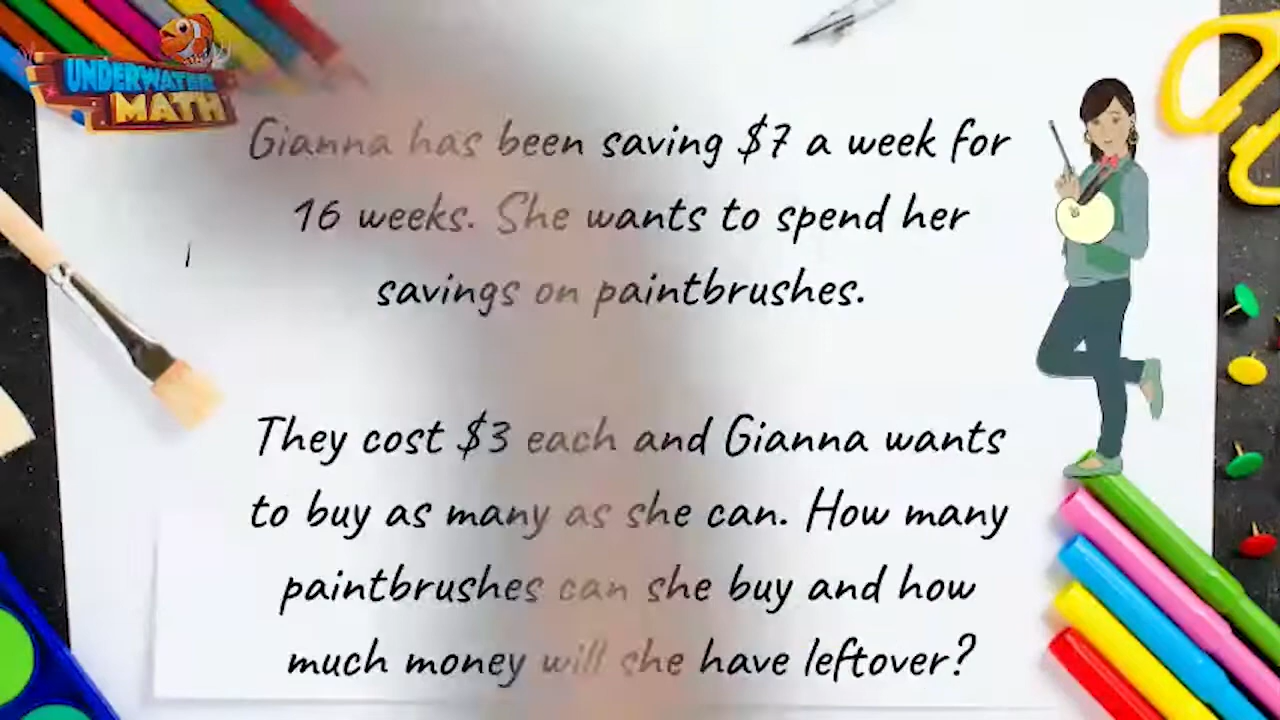 UNDERWATER
MATH
Gianna has been saving $7 a week for
16 weeks. She wants to spend her
savings on paintbrushes.
They cost $3 each and Gianna wants
to buy as many as she can. How many
paintbrushes can she buy and how
much money will she have leftover?